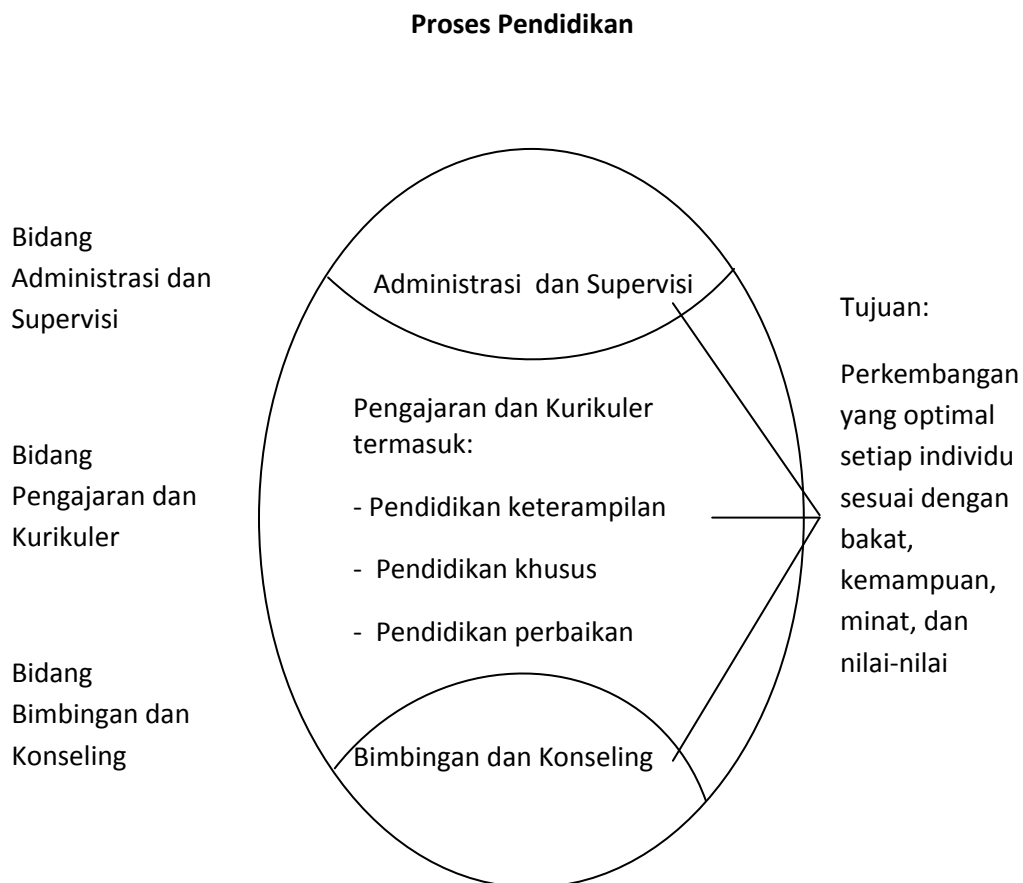 Proses Pendidikan
Bidang
Administrasi dan
Supervisi
Administrasi dan Supervisi
Pengajaran dan Kurikuler
termasuk:
- Pendidikan keterampilan
- Pendidikan khusus
- Pendidikan perbaikan
Bidang
Pengajaran dan
Kurikuler
Bidang
Bimbingan dan
Konseling
Bimbingan dan Konseling
Tujuan:
Perkembangan
yang optimal
setiap individu
sesuai dengan
bakat,
kemampuan,
minat, dan
nilai-nilai